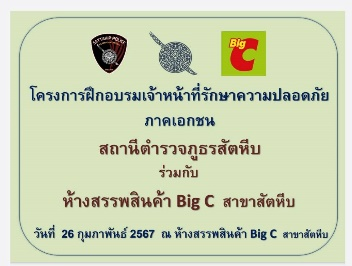 Big
C
โครงการฝึกอบรมเจ้าหน้าที่รักษาความปลอดภัย
ภาคเอกชน
สถานีตำรวจภูธรสัตหีบ
ร่วมกับ
ห้างสรรพสินค้า Big C สาขาสัตหีบ
วันที่ 26 กุมภาพันธ์ 2567 ณ ห้างสรรพสินค้า Big C สาขาสัตหีบ